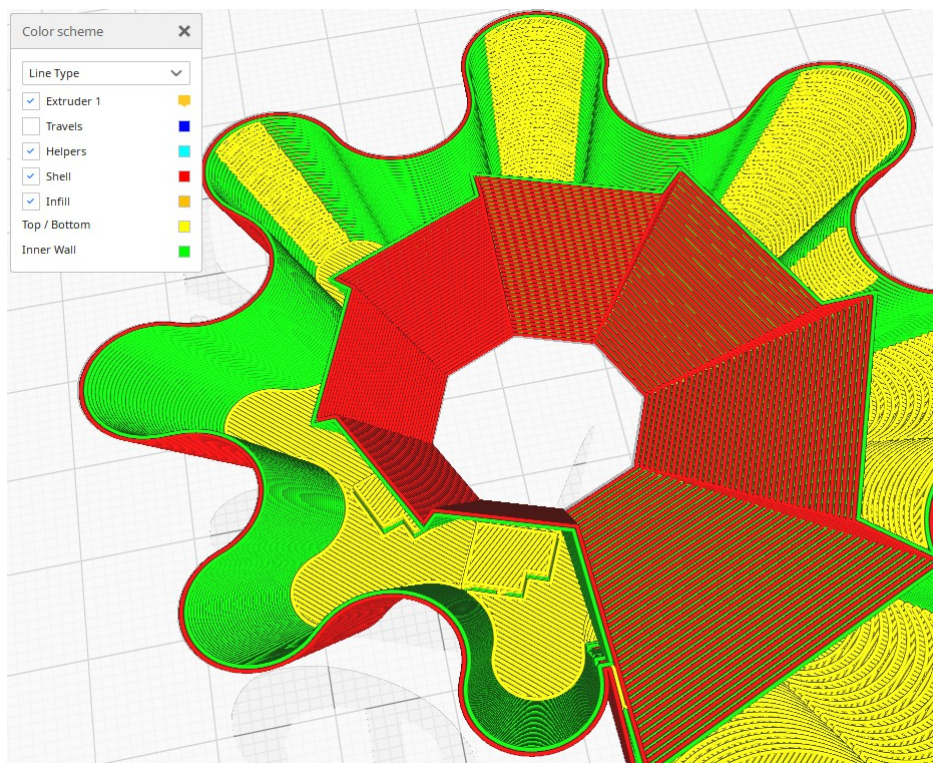 Color scheme
Line Type
Extruder 1
Travels
Helpers
Shell
Infill
Top / Bottom
Inner Wall